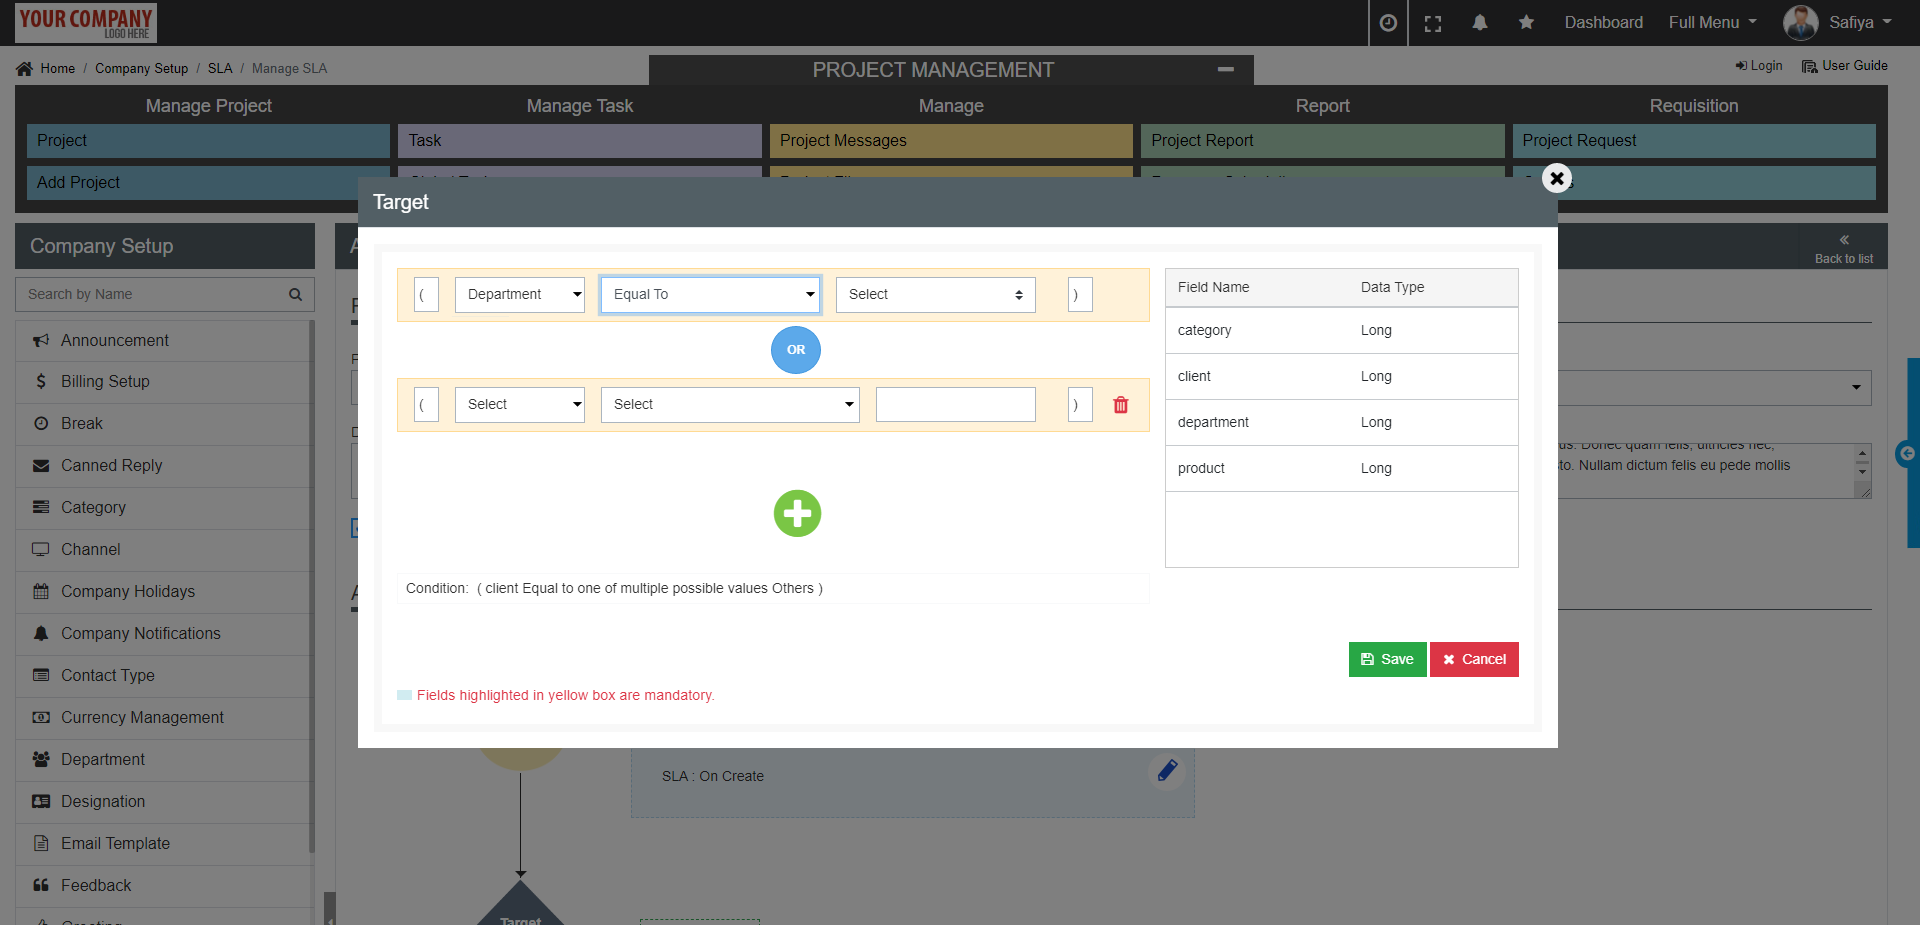 YOUR COMPANY
LOGO HERE
Dashboard
Full Menu
Safiya
Home / Company Setup / SLA / Manage SLA
PROJECT MANAGEMENT
Login
User Guide
Manage Project
Manage Task
Manage
Report
Requisition
Project
Task
Project Messages
Project Report
Project Request
Add Project
Target
Company Setup
Back to list
Search by Name
Announcement
Billing Setup
Break
Canned Reply
Category
Channel
Company Holidays
Company Notifications
Contact Type
Currency Management
Department
Designation
Email Template
Feedback
( Department Equal To Select )
OR
( Select Select )
Condition: ( client Equal to one of multiple possible values Others )
Field Name Data Type
category Long
client Long
department Long
product Long
Save
Cancel
Fields highlighted in yellow box are mandatory.
us. Donec quam felis, ultricies nec,
to. Nullam dictum felis eu pede mollis
SLA : On Create
Target